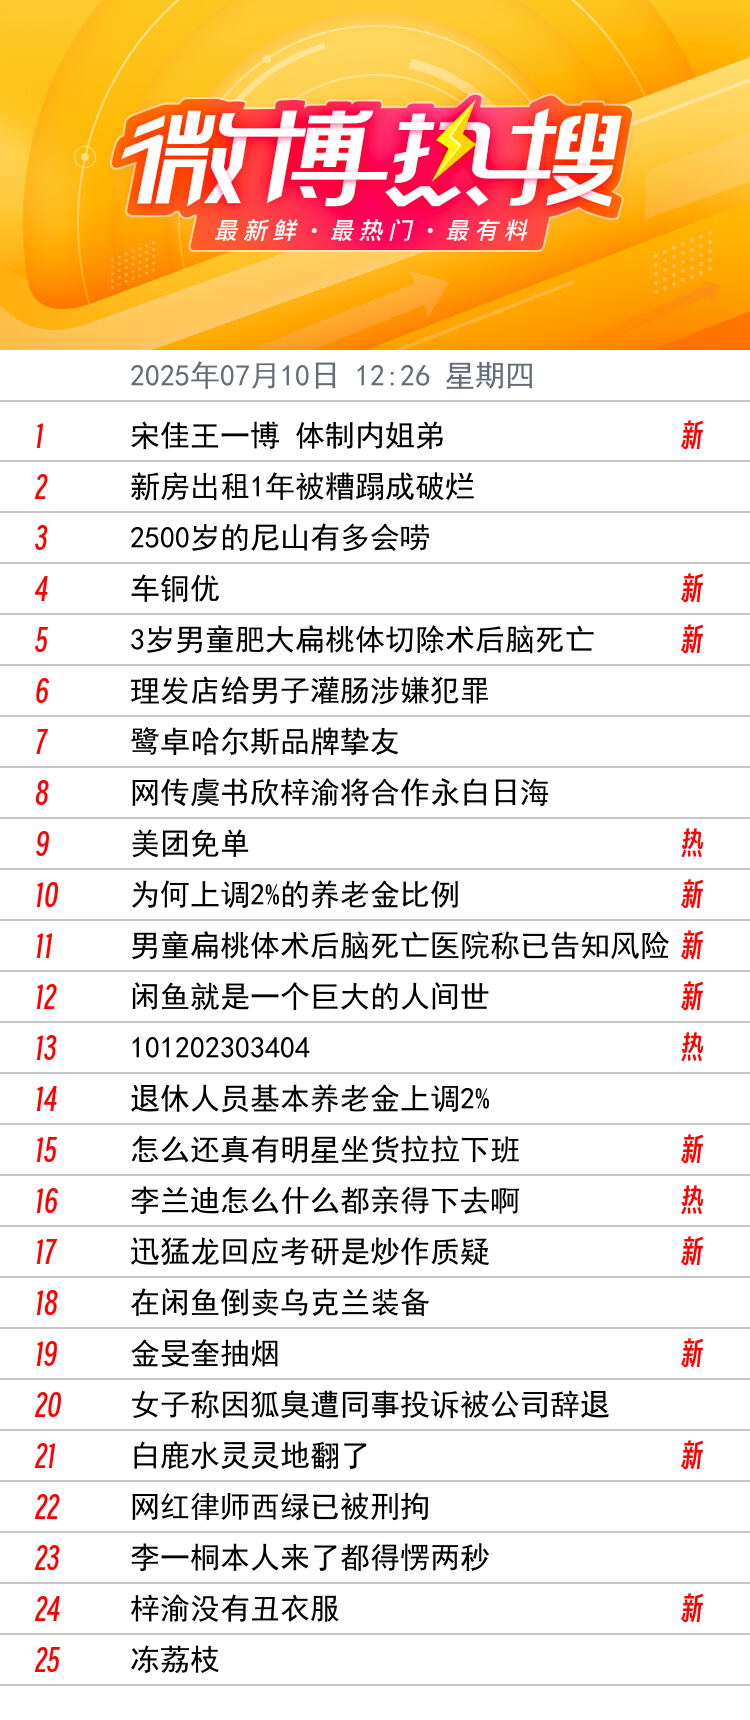 微博热搜
最新鲜·最热门·最有料
2025年07月10日 12:26 星期四
1 宋佳王一博 体制内姐弟 新
2 新房出租1年被糟蹋成破烂
3 2500岁的尼山有多会唠
4 车铜优 新
5 3岁男童肥大扁桃体切除术后脑死亡 新
6 理发店给男子灌肠涉嫌犯罪
7 鹭卓哈尔斯品牌挚友
8 网传虞书欣梓渝将合作永白日海
9 美团免单 热
10 为何上调2%的养老金比例 新
11 男童扁桃体术后脑死亡医院称已告知风险 新
12 闲鱼就是一个巨大的人间世 新
13 101202303404 热
14 退休人员基本养老金上调2%
15 怎么还真有明星坐货拉拉下班 新
16 李兰迪怎么什么都亲得下去啊 热
17 迅猛龙回应考研是炒作质疑 新
18 在闲鱼倒卖乌克兰装备
19 金旻奎抽烟 新
20 女子称因狐臭遭同事投诉被公司辞退
21 白鹿水灵灵地翻了 新
22 网红律师西绿已被刑拘
23 李一桐本人来了都得愣两秒
24 梓渝没有丑衣服 新
25 冻荔枝